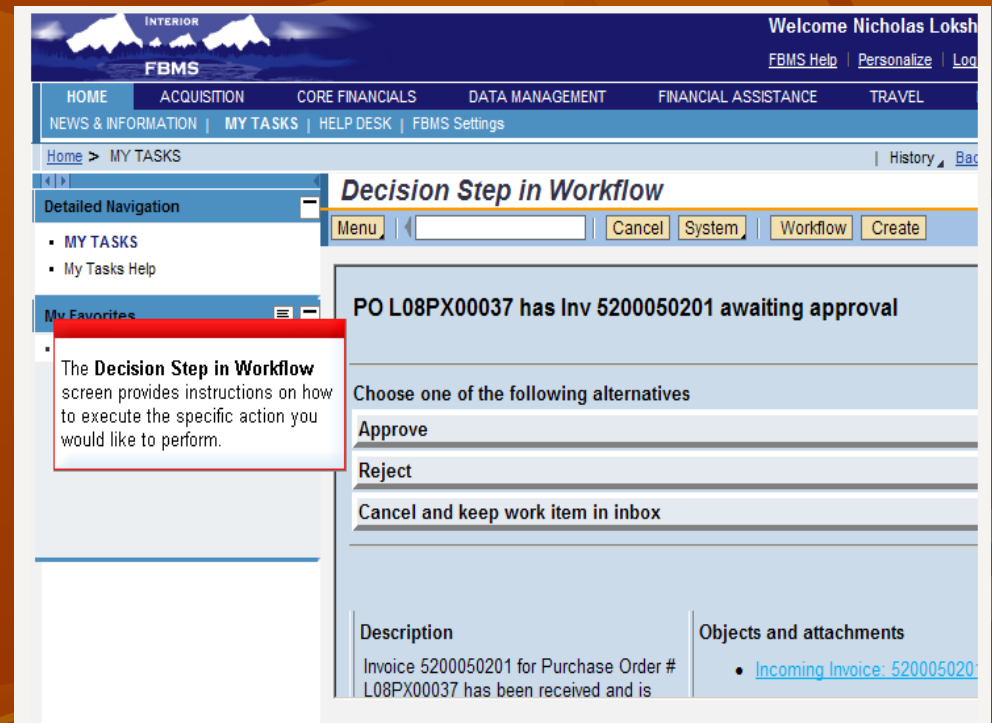 INTERIOR
FBMS
Welcome Nicholas Loksh
FBMS Help | Personalize | Log
HOME ACQUISITION CORE FINANCIALS DATA MANAGEMENT FINANCIAL ASSISTANCE TRAVEL
NEWS & INFORMATION | MY TASKS | HELP DESK | FBMS Settings
Home > MY TASKS
| History Bac
Detailed Navigation
MY TASKS
My Tasks Help
My Favorites
The Decision Step in Workflow
screen provides instructions on how
to execute the specific action you
would like to perform.
Decision Step in Workflow
Menu Cancel System Workflow Create
PO L08PX00037 has Inv 5200050201 awaiting approval
Choose one of the following alternatives
Approve
Reject
Cancel and keep work item in inbox
Description
Invoice 5200050201 for Purchase Order #
L08PX00037 has been received and is
Objects and attachments
Incoming Invoice: 5200050201